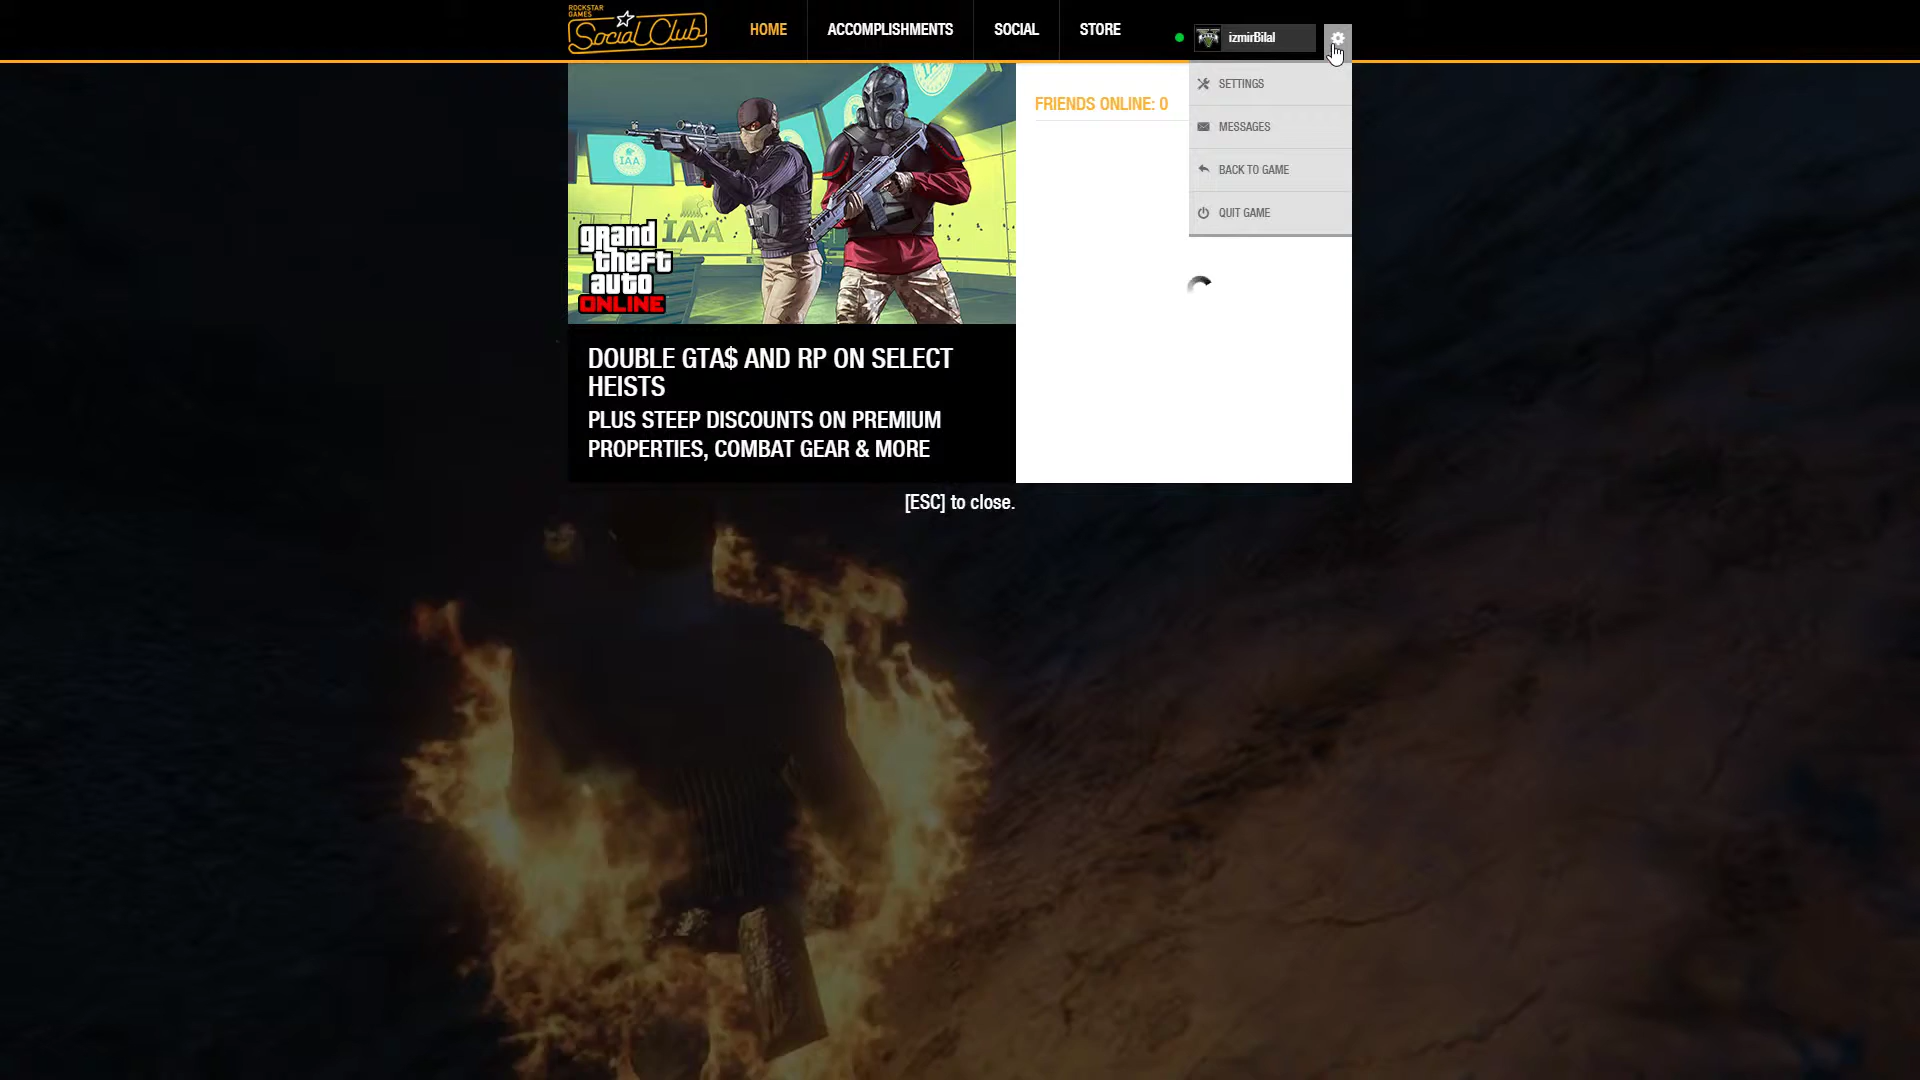 ROCKSTAR
GAMES
Social Club
HOME
ACCOMPLISHMENTS
SOCIAL
STORE
izmirBilal
SETTINGS
MESSAGES
BACK TO GAME
QUIT GAME
FRIENDS ONLINE: 0
IAA
IAA
grand
theft
auto
ONLINE
DOUBLE GTA$ AND RP ON SELECT
HEISTS
PLUS STEEP DISCOUNTS ON PREMIUM
PROPERTIES, COMBAT GEAR & MORE
[ESC] to close.